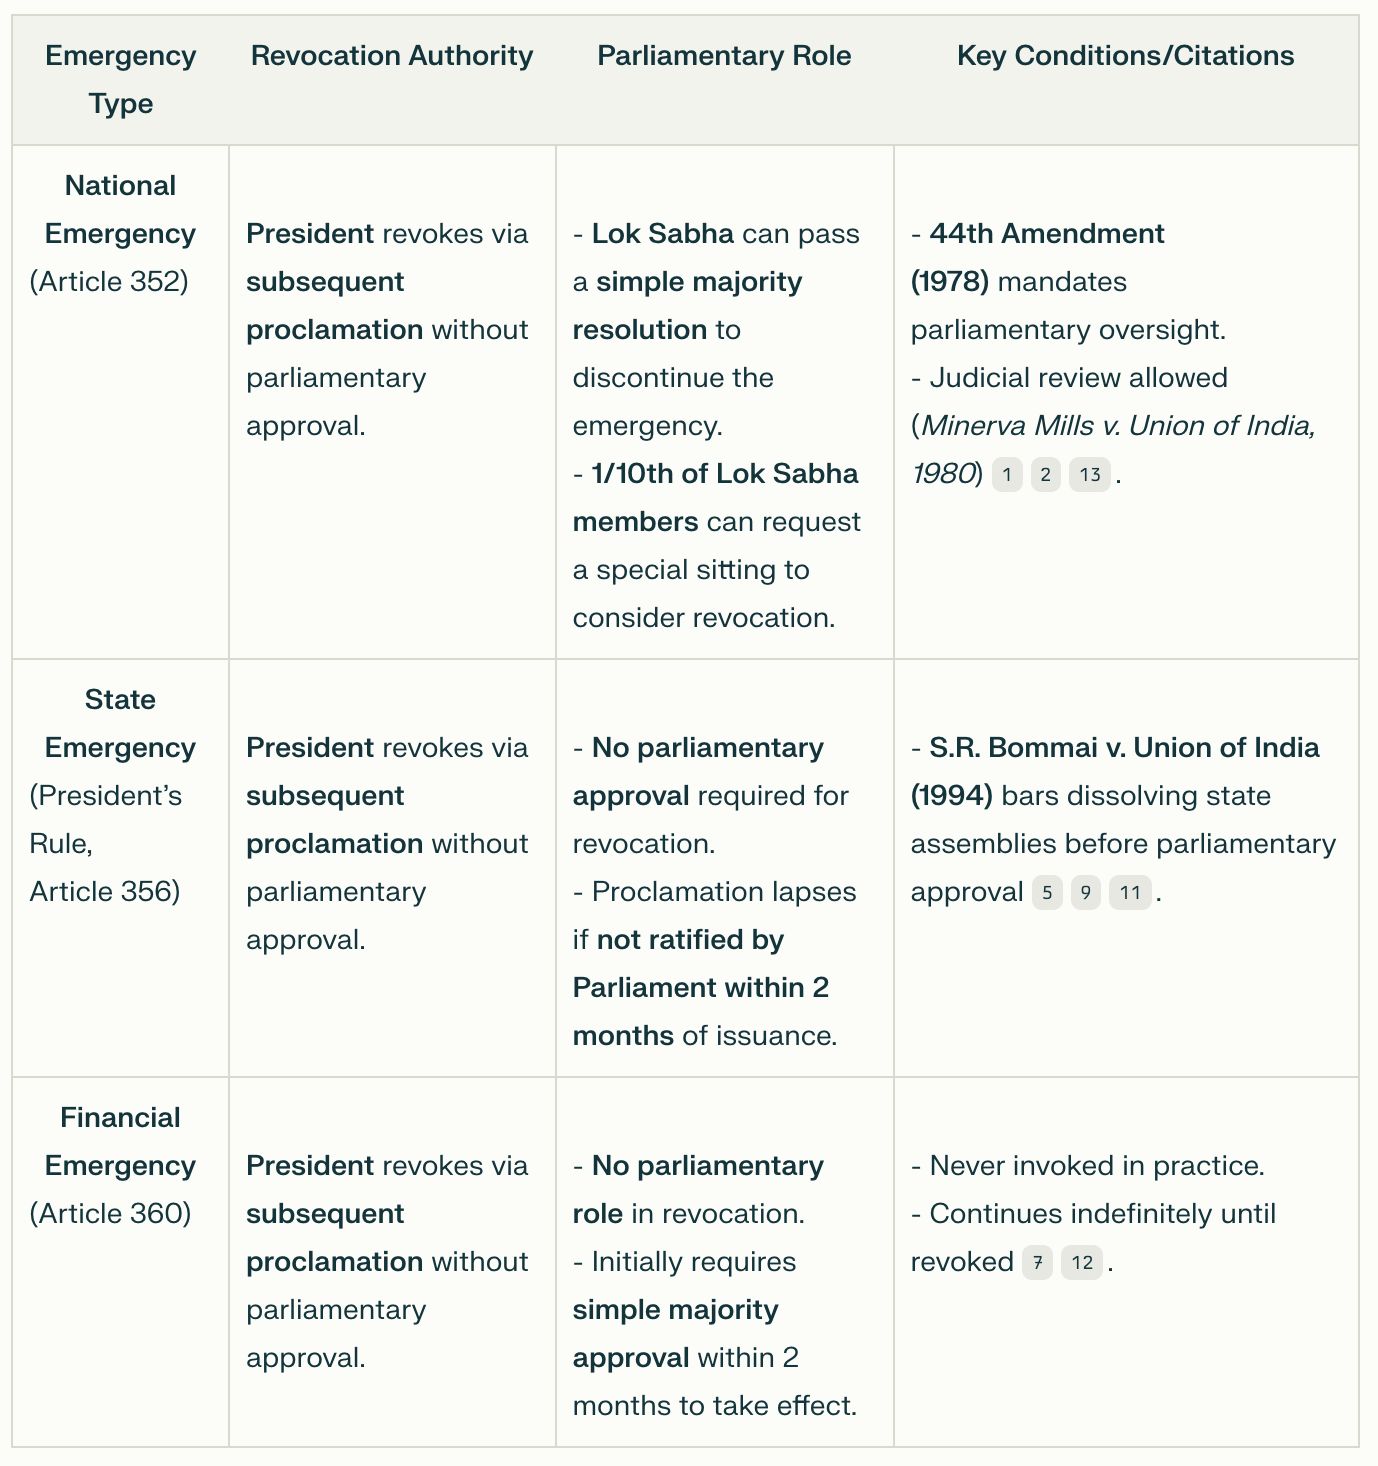 Emergency Type
Revocation Authority
Parliamentary Role
Key Conditions/Citations
National
Emergency
(Article 352)
President revokes via
subsequent
proclamation without
parliamentary
approval.
- Lok Sabha can pass
a simple majority
resolution to
discontinue the
emergency.
- 1/10th of Lok Sabha
members can request
a special sitting to
consider revocation.
- 44th Amendment
(1978) mandates
parliamentary oversight.
- Judicial review allowed
(Minerva Mills v. Union of India,
1980) 1 2 13 .
State
Emergency
(President’s
Rule,
Article 356)
President revokes via
subsequent
proclamation without
parliamentary
approval.
- No parliamentary
approval required for
revocation.
- Proclamation lapses
if not ratified by
Parliament within 2
months of issuance.
- S.R. Bommai v. Union of India
(1994) bars dissolving state
assemblies before parliamentary
approval 5 9 11 .
Financial
Emergency
(Article 360)
President revokes via
subsequent
proclamation without
parliamentary
approval.
- No parliamentary
role in revocation.
- Initially requires
simple majority
approval within 2
months to take effect.
- Never invoked in practice.
- Continues indefinitely until
revoked 7 12 .